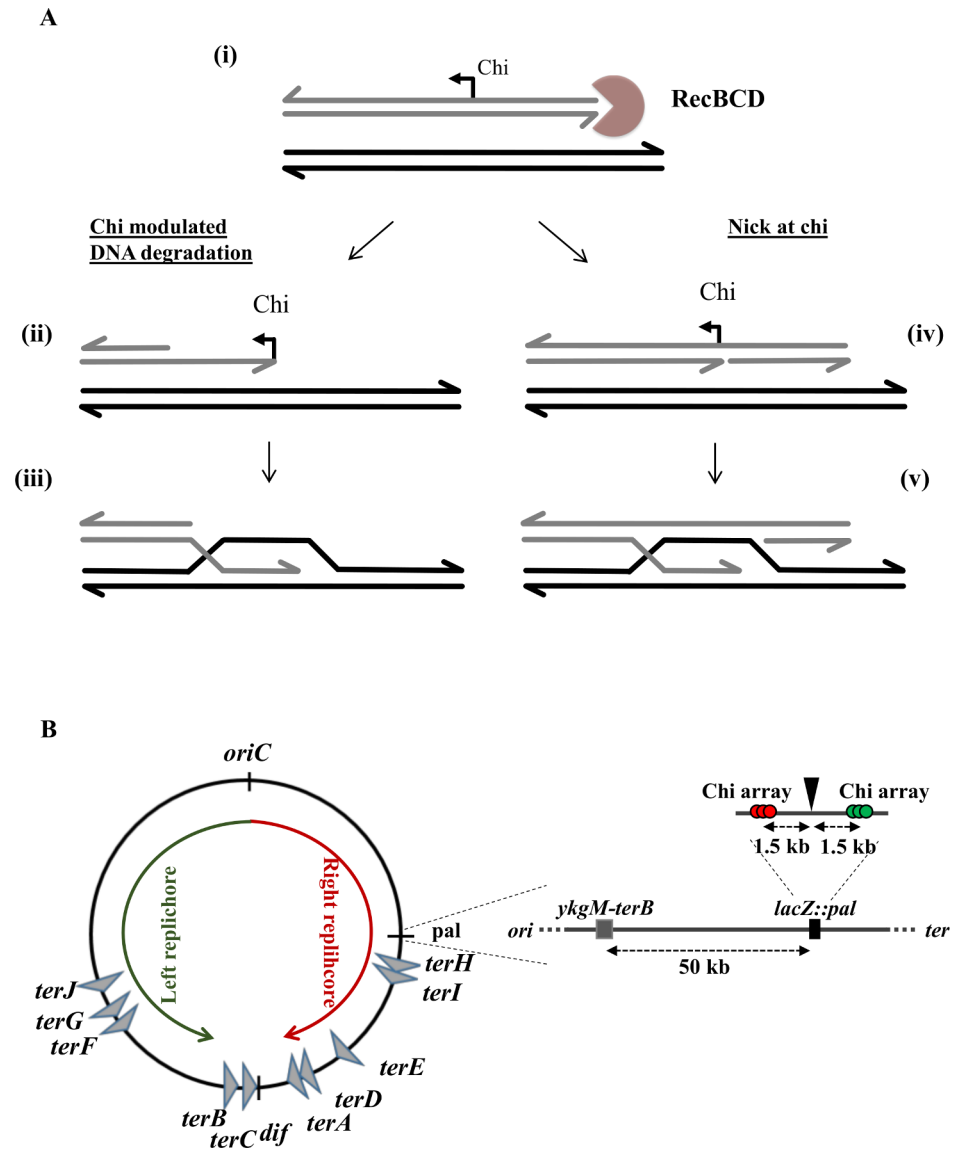 A
(i)
Chi
RecBCD
Chi modulated
DNA degradation
Nick at chi
Chi
Chi
(ii)
(iv)
(iii)
(v)
B
oriC
Chi array
Chi array
1.5 kb
1.5 kb
Left replichore
Right replihcore
pal
ykgM-terB
lacZ::pal
ori
ter
50 kb
terH
terI
terJ
terG
terF
terE
terD
terA
terB
terC
dif